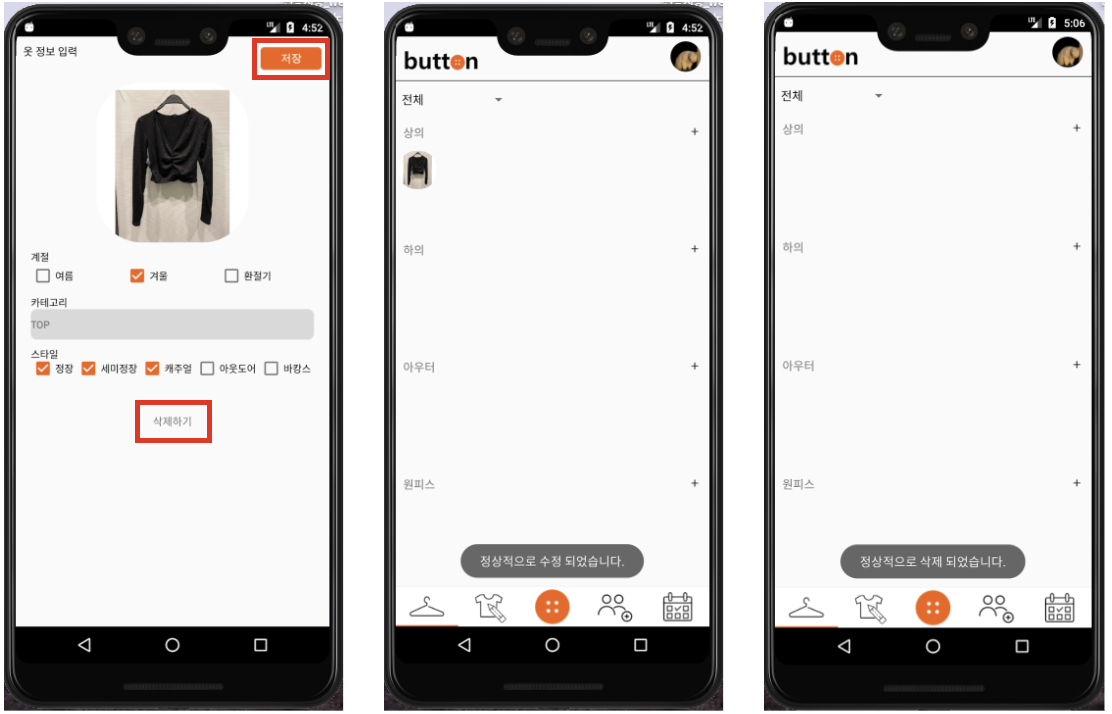 LTE 4:52
옷 정보 입력
저장
계절
여름 겨울 환절기
카테고리
TOP
스타일
정장 세미정장 캐주얼 아웃도어 바캉스
삭제하기
LTE 4:52
button
전체
상의 +
하의 +
아우터 +
원피스 +
정상적으로 수정 되었습니다.
LTE 5:06
button
전체
상의 +
하의 +
아우터 +
원피스 +
정상적으로 삭제 되었습니다.